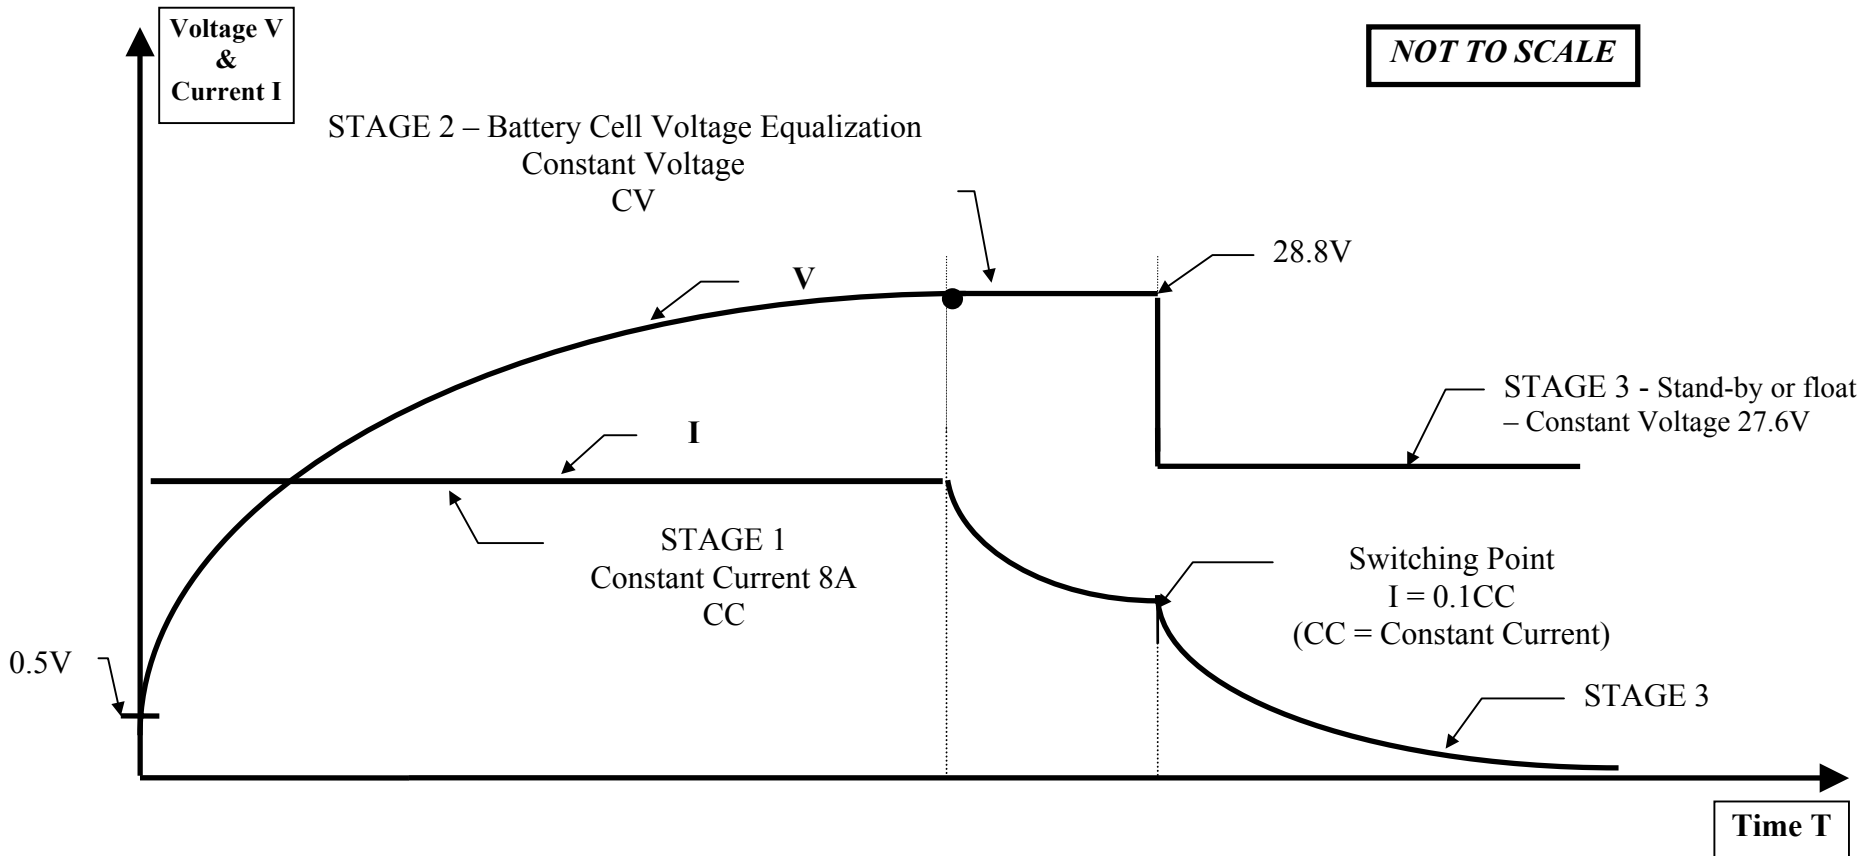 Voltage V
&
Current I
NOT TO SCALE
STAGE 2 – Battery Cell Voltage Equalization
Constant Voltage
CV
28.8V
V
STAGE 3 - Stand-by or float
– Constant Voltage 27.6V
I
STAGE 1
Constant Current 8A
CC
Switching Point
I = 0.1CC
(CC = Constant Current)
0.5V
STAGE 3
Time T